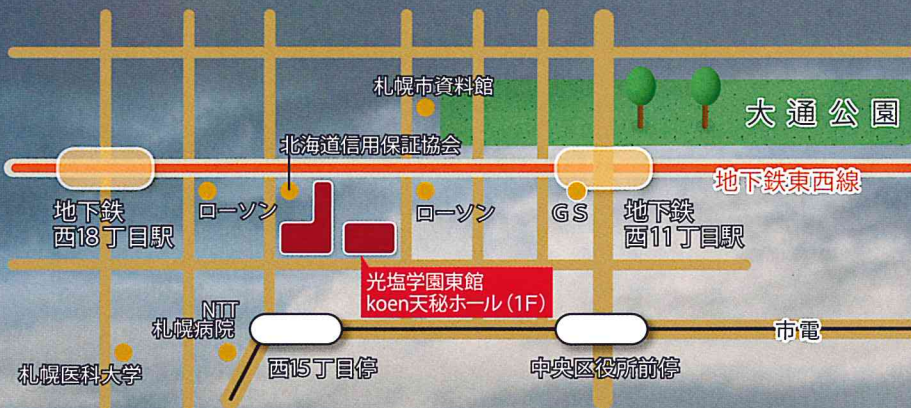 札幌市資料館
大通公園
北海道信用保証協会
地下鉄東西線
地下鉄
西18丁目駅
ローソン
ローソン
GS
地下鉄
西11丁目駅
光塩学園東館
koen天秘ホール(1F)
NTT
札幌病院
市電
札幌医科大学
西15丁目停
中央区役所前停